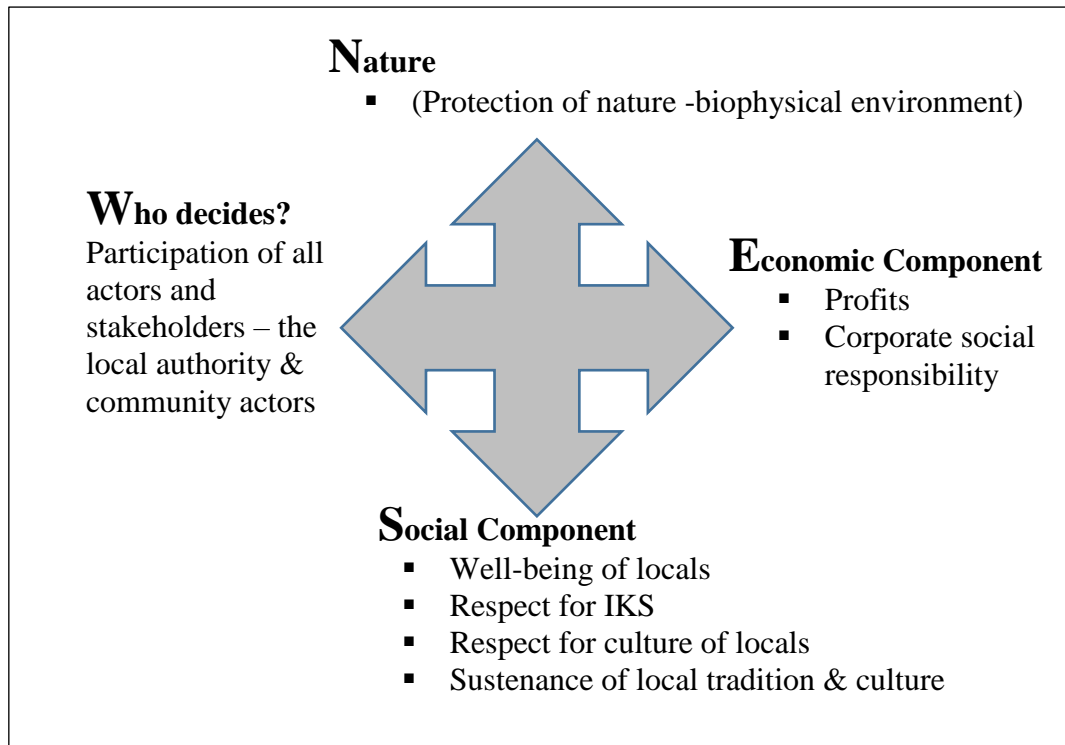 Nature
▪ (Protection of nature -biophysical environment)
Who decides?
Participation of all
actors and
stakeholders – the
local authority &
community actors
Economic Component
▪ Profits
▪ Corporate social
responsibility
Social Component
▪ Well-being of locals
▪ Respect for IKS
▪ Respect for culture of locals
▪ Sustenance of local tradition & culture